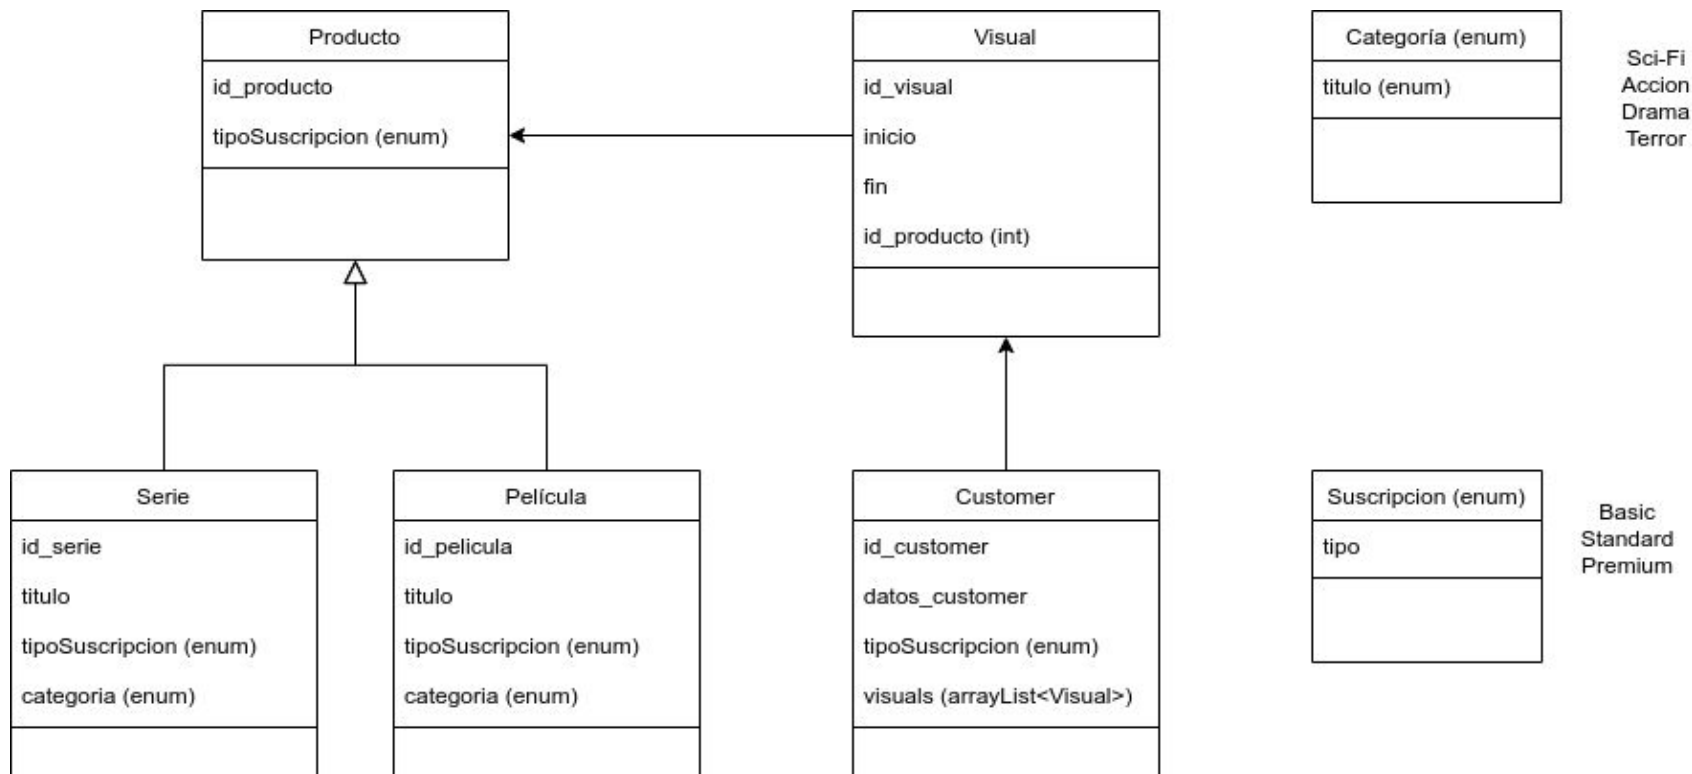 Producto
id_producto
tipoSuscripcion (enum)
Visual
id_visual
inicio
fin
id_producto (int)
Categoría (enum)
titulo (enum)
Sci-Fi
Accion
Drama
Terror
Serie
id_serie
titulo
tipoSuscripcion (enum)
categoria (enum)
Película
id_pelicula
titulo
tipoSuscripcion (enum)
categoria (enum)
Customer
id_customer
datos_customer
tipoSuscripcion (enum)
visuals (arrayList<Visual>)
Suscripcion (enum)
tipo
Basic
Standard
Premium